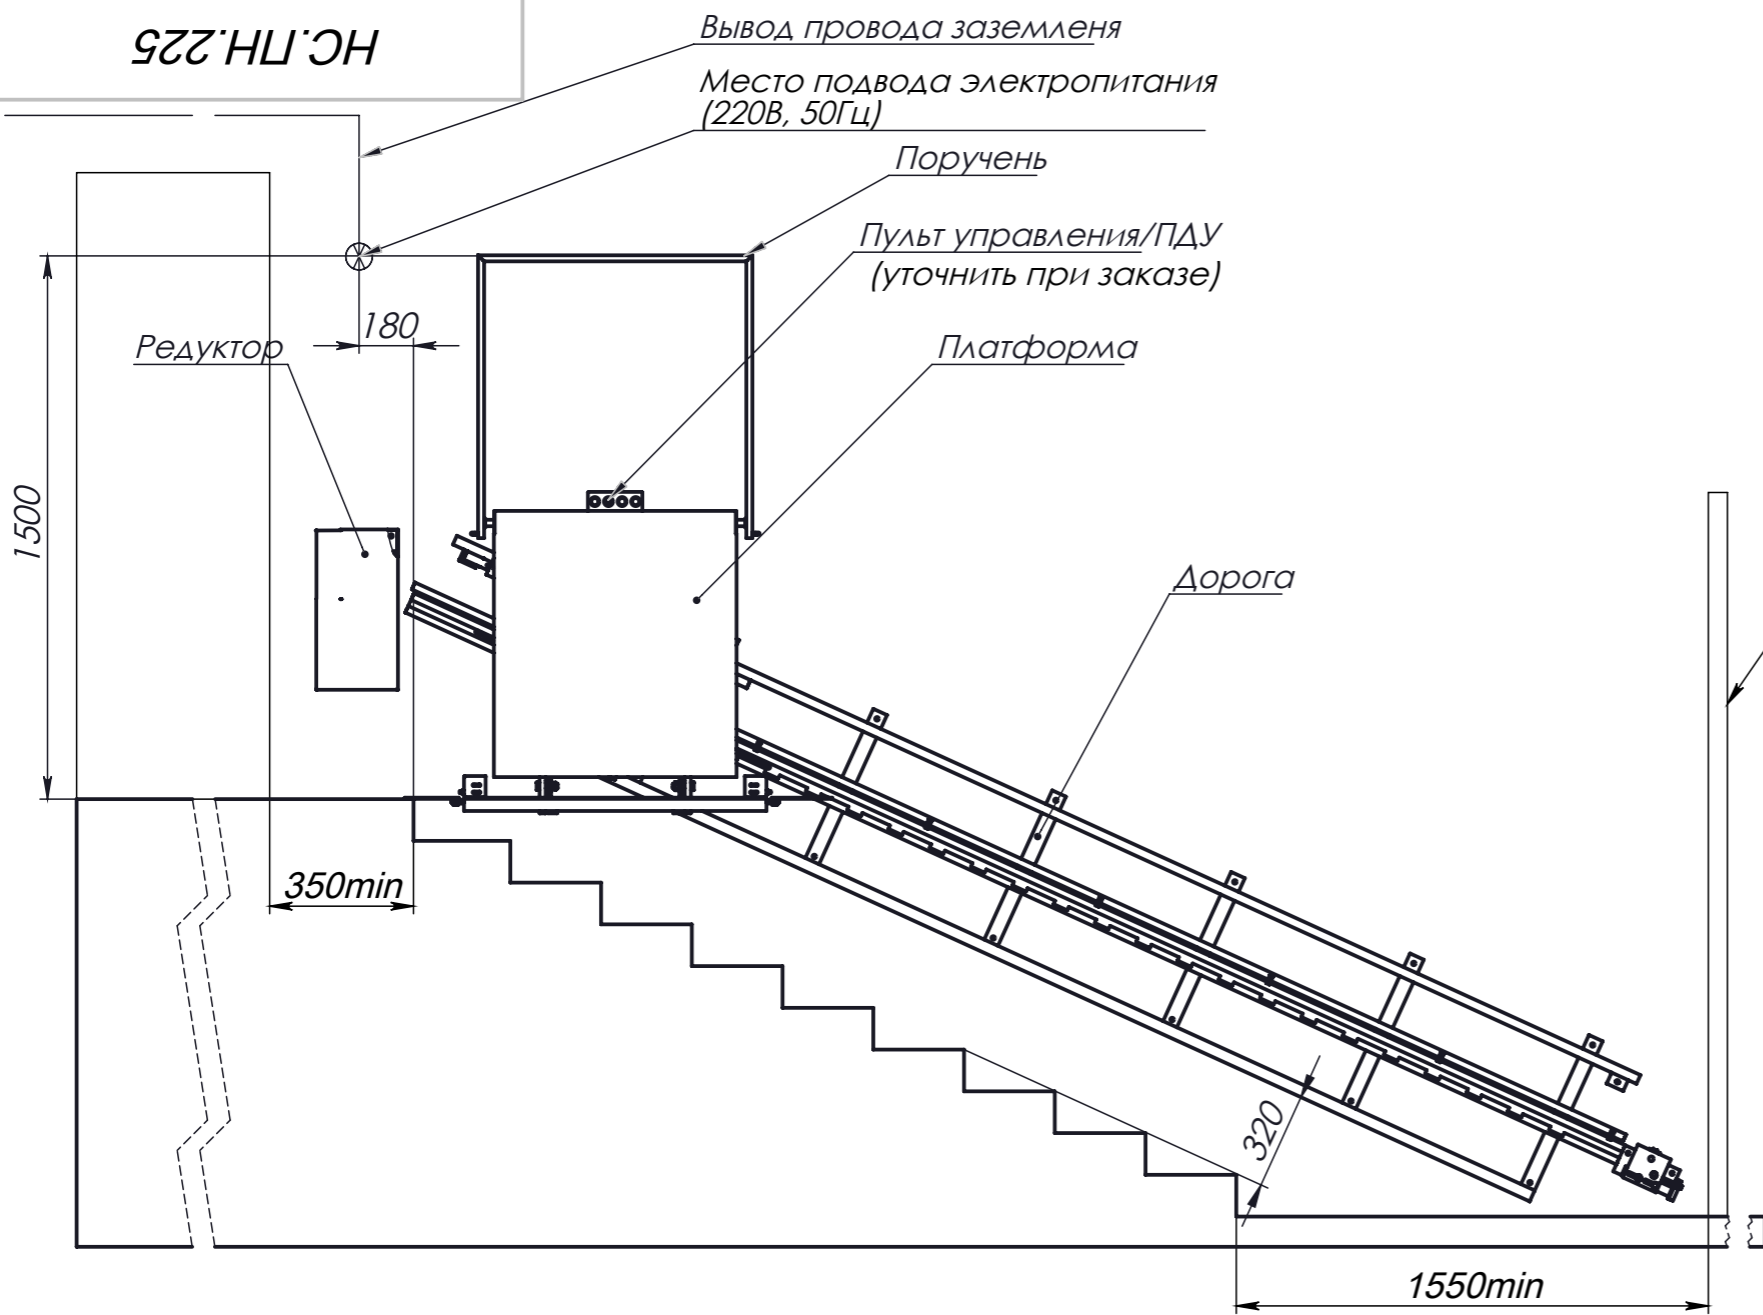 НС.ПН.225
Вывод провода заземленя
Место подвода электропитания
(220В, 50Гц)
Поручень
Пульт управления/ПДУ
(уточнить при заказе)
180
Редуктор
Платформа
1500
Дорога
350min
320
1550min